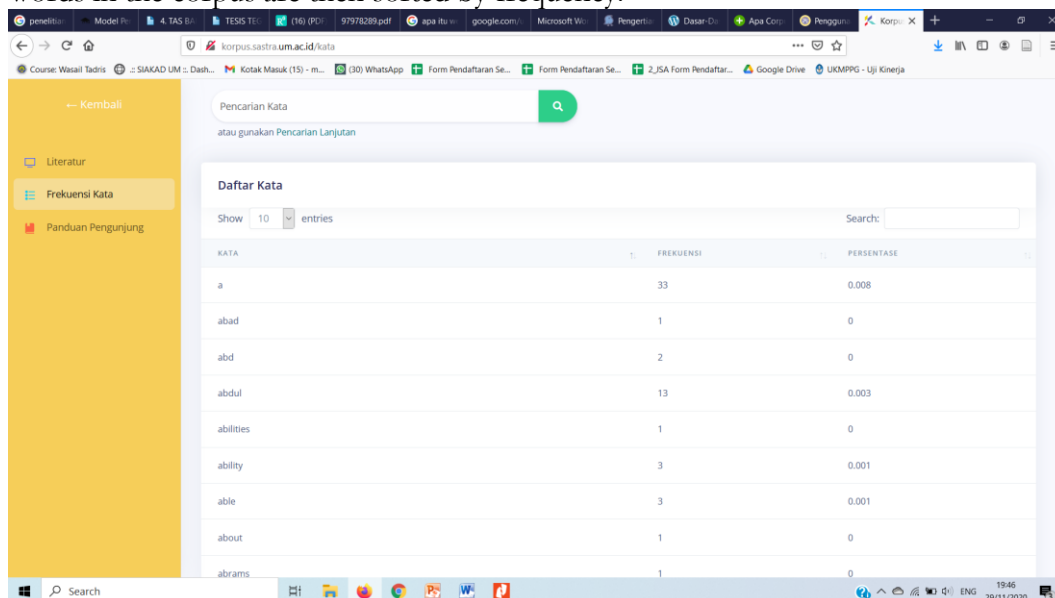 words in the corpus are then sorted by frequency.
penelitian Model Pe 4. TAS BA TESIS TEC (16) (PDF 97978289.pdf apa itu w google.com/ Microsoft Wor Pengertia Dasar-Da Apa Corp Pengguna Korpu
korpus.sastra.um.ac.id/kata
Course: Wasail Tadris .:: SIAKAD UM ::. Dash... Kotak Masuk (15) - m... (30) WhatsApp Form Pendaftaran Se... Form Pendaftaran Se... 2_ISA Form Pendaftar... Google Drive UKMPPG - Uji Kinerja
← Kembali
Literatur
Frekuensi Kata
Panduan Pengunjung
Pencarian Kata
atau gunakan Pencarian Lanjutan
Daftar Kata
Show 10 entries Search:
KATA FREKUENSI PERSENTASE
a 33 0.008
abad 1 0
abd 2 0
abdul 13 0.003
abilities 1 0
ability 3 0.001
able 3 0.001
about 1 0
abrams 1 0
Search ENG 19:46
29/11/2020